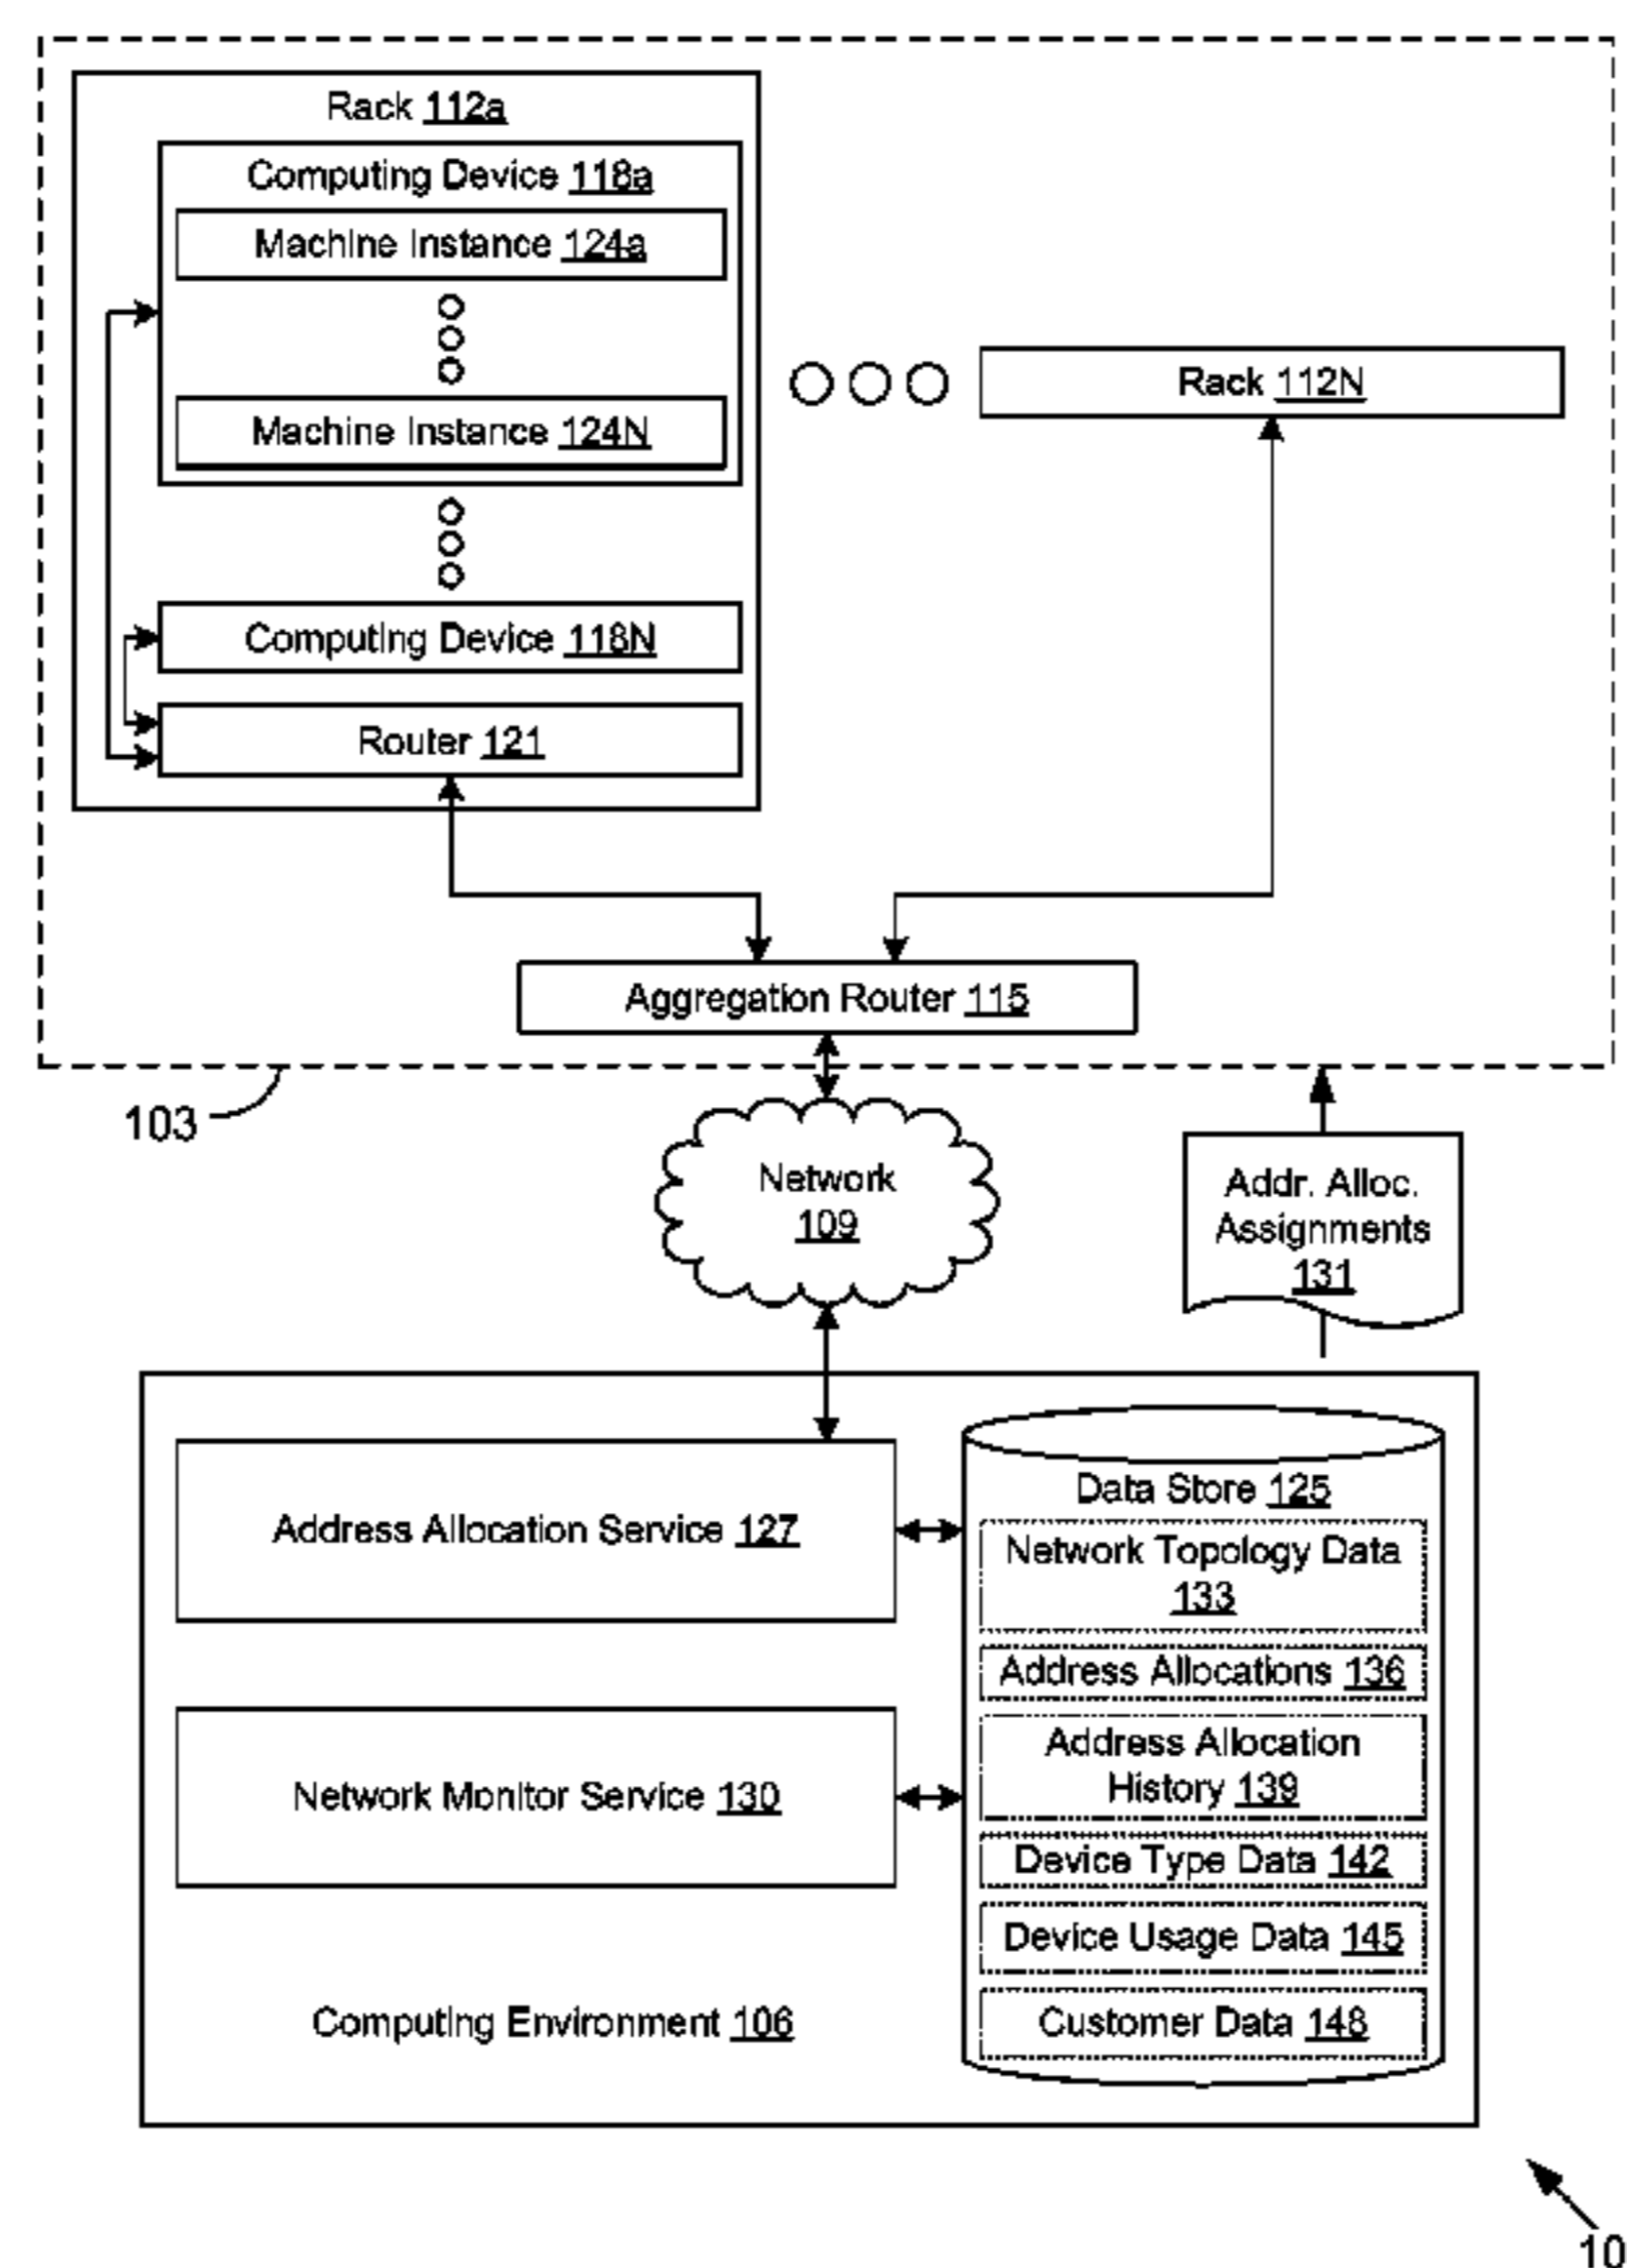 Rack 112a
Computing Device 118a
Machine Instance 124a
Machine Instance 124N
Rack 112N
Computing Device 118N
Router 121
Aggregation Router 115
103
Network
109
Addr. Alloc.
Assignments
131
Data Store 125
Address Allocation Service 127
Network Topology Data
133
Address Allocations 136
Address Allocation
History 139
Network Monitor Service 130
Device Type Data 142
Device Usage Data 145
Computing Environment 106
Customer Data 148
10